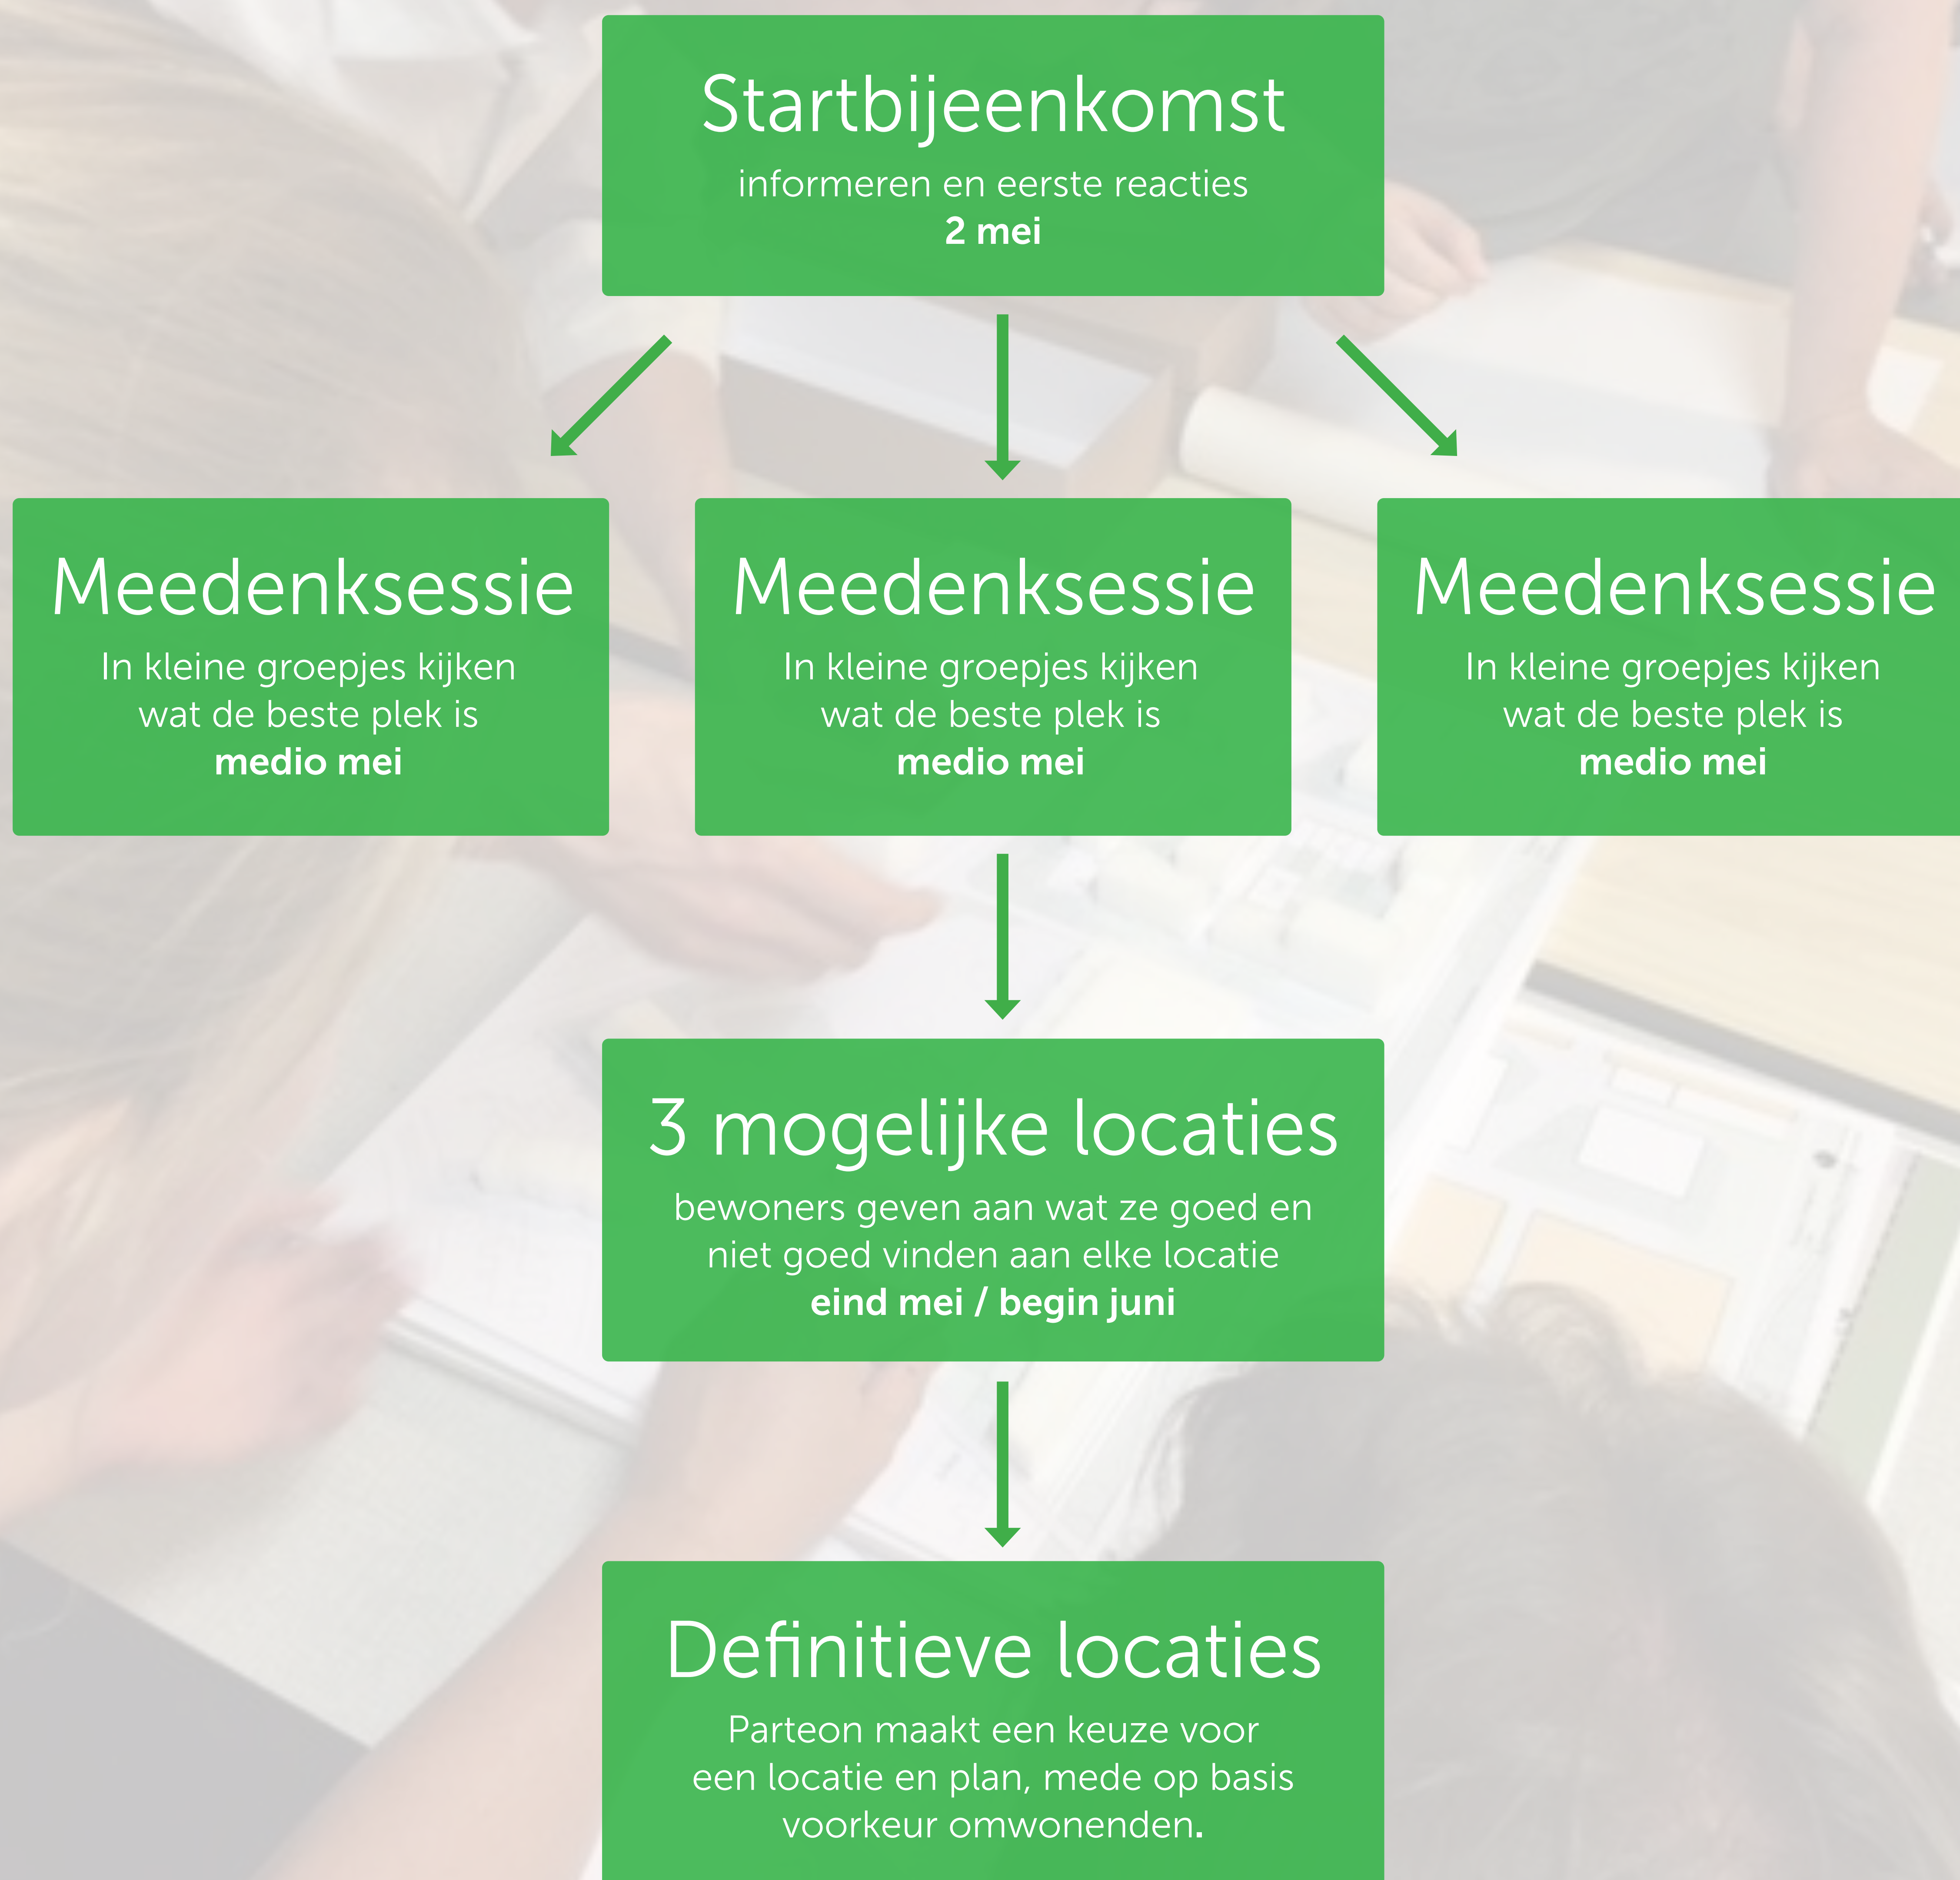 Startbijeenkomst
informeren en eerste reacties
2 mei
Meedenksessie
In kleine groepjes kijken
wat de beste plek is
medio mei
Meedenksessie
In kleine groepjes kijken
wat de beste plek is
medio mei
Meedenksessie
In kleine groepjes kijken
wat de beste plek is
medio mei
3 mogelijke locaties
bewoners geven aan wat ze goed en
niet goed vinden aan elke locatie
eind mei / begin juni
Definitieve locaties
Parteon maakt een keuze voor
een locatie en plan, mede op basis
voorkeur omwonenden.